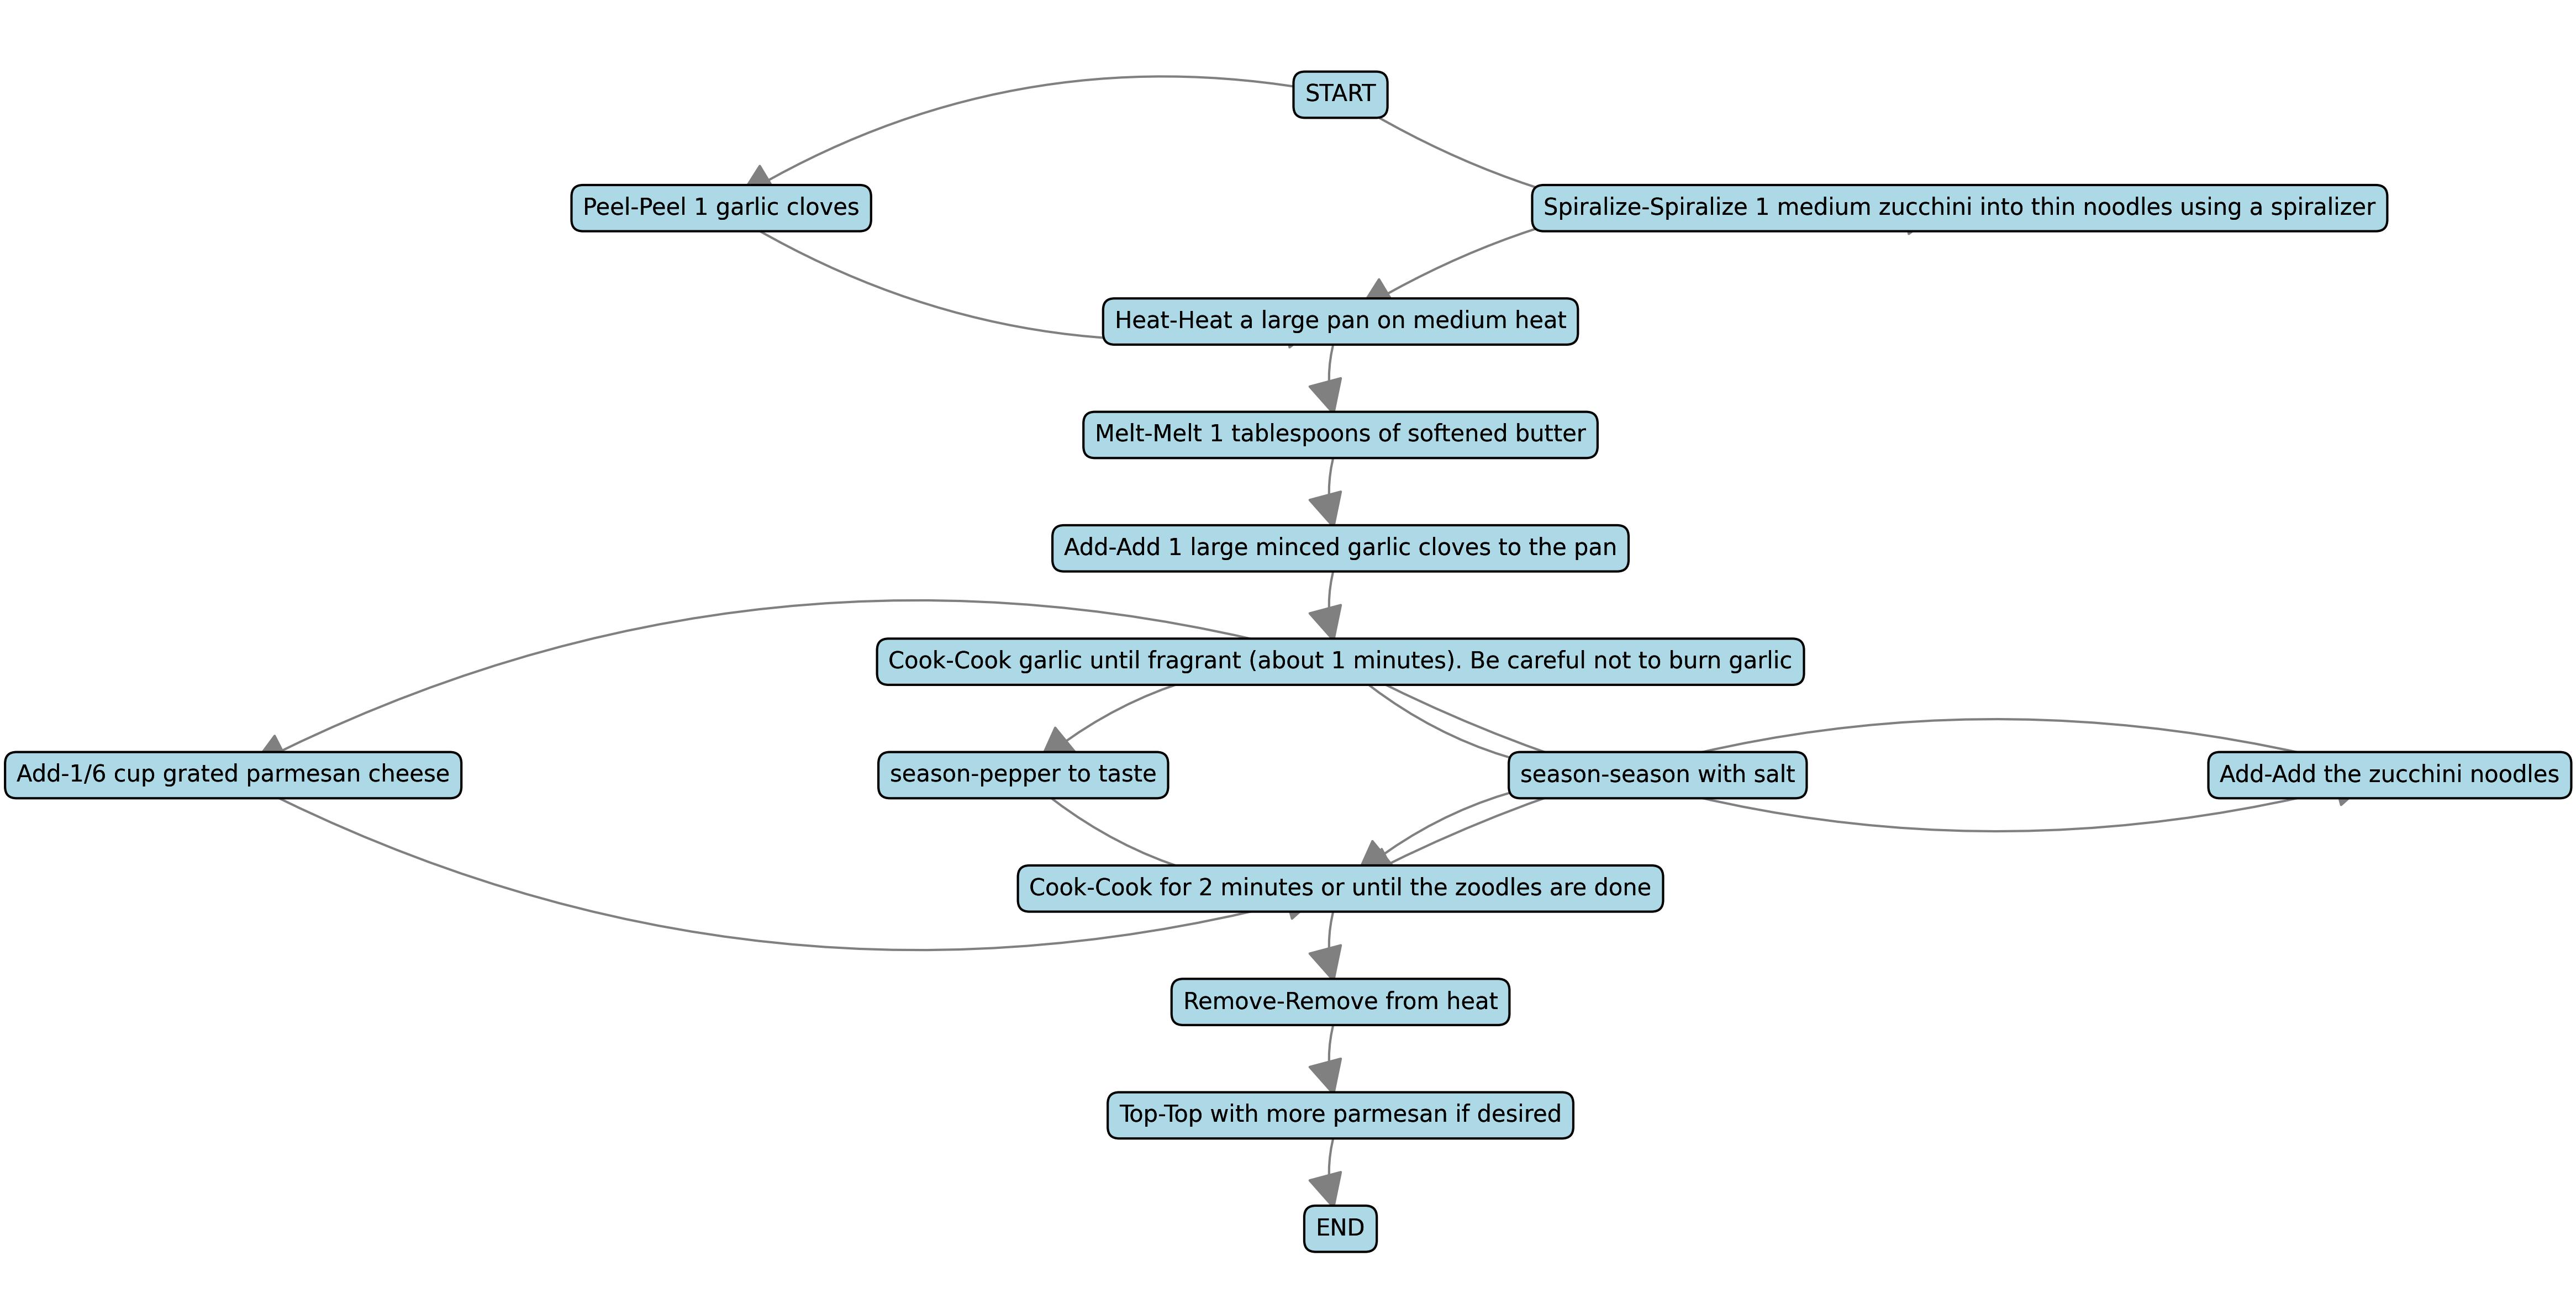 START
Peel-Peel 1 garlic cloves
Spiralize-Spiralize 1 medium zucchini into thin noodles using a spiralizer
Heat-Heat a large pan on medium heat
Melt-Melt 1 tablespoons of softened butter
Add-Add 1 large minced garlic cloves to the pan
Cook-Cook garlic until fragrant (about 1 minutes). Be careful not to burn garlic
Add-1/6 cup grated parmesan cheese
season-pepper to taste
season-season with salt
Add-Add the zucchini noodles
Cook-Cook for 2 minutes or until the zoodles are done
Remove-Remove from heat
Top-Top with more parmesan if desired
END